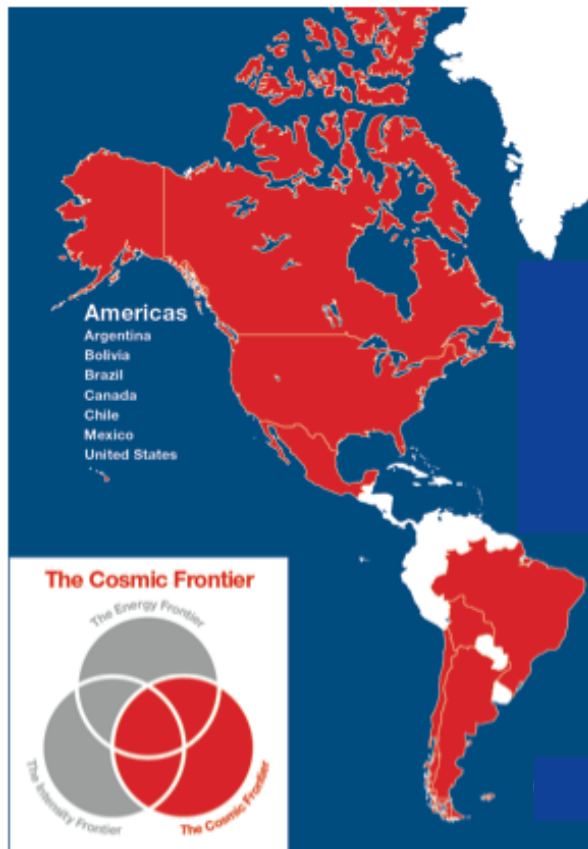 Americas
Argentina
Bolivia
Brazil
Canada
Chile
Mexico
United States
The Cosmic Frontier
The Energy Frontier
The Intensity Frontier
The Cosmic Frontier